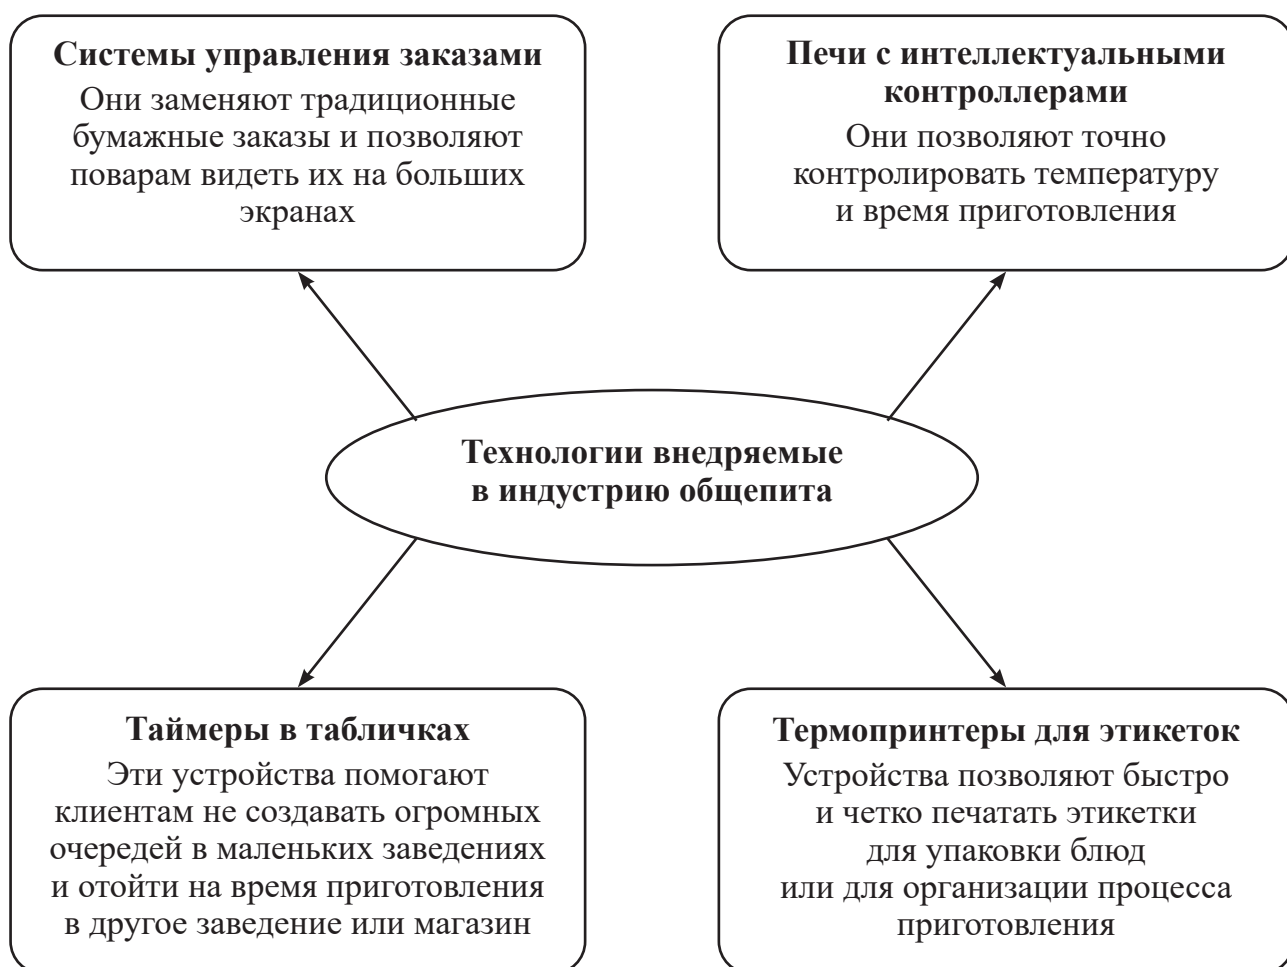 Системы управления заказами
Они заменяют традиционные
бумажные заказы и позволяют
поварам видеть их на больших
экранах
Печи с интеллектуальными
контроллерами
Они позволяют точно
контролировать температуру
и время приготовления
Технологии внедряемые
в индустрию общепита
Таймеры в табличках
Эти устройства помогают
клиентам не создавать огромных
очередей в маленьких заведениях
и отойти на время приготовления
в другое заведение или магазин
Термопринтеры для этикеток
Устройства позволяют быстро
и четко печатать этикетки
для упаковки блюд
или для организации процесса
приготовления